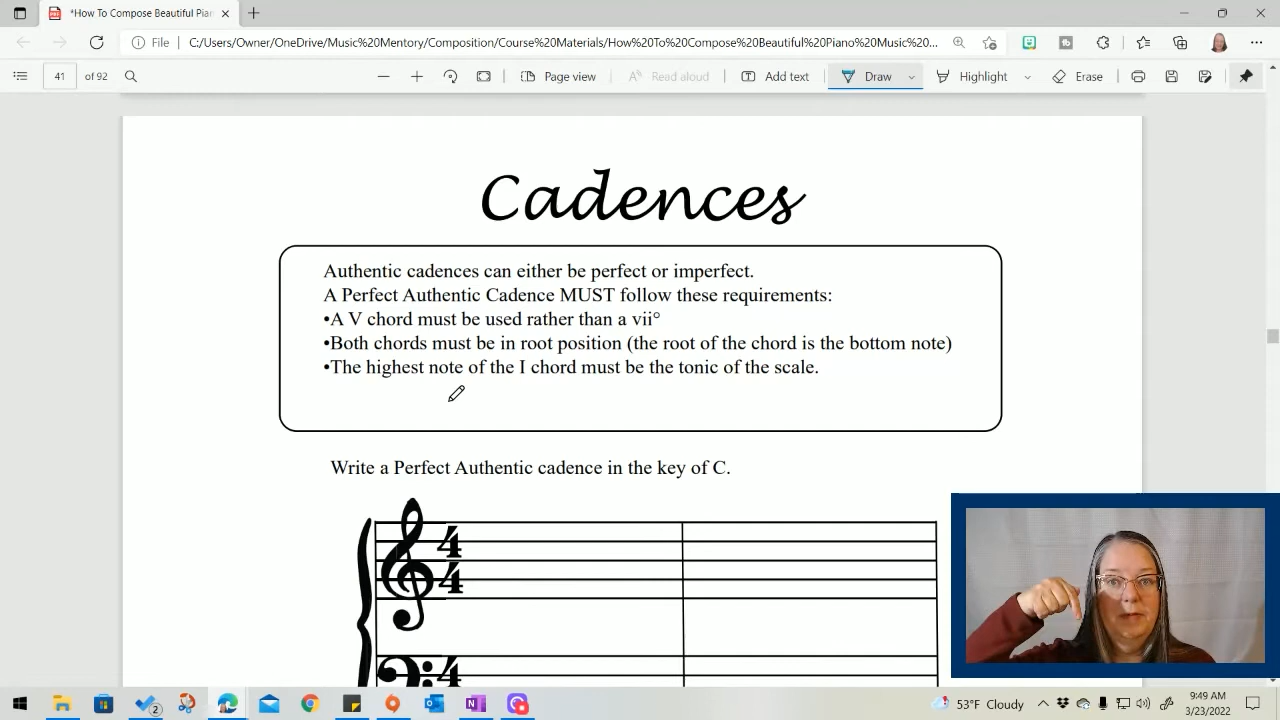 *How To Compose Beautiful Pia
File
C:/Users/Owner/OneDrive/Music%20Mentory/Composition/Course%20Materials/How%20To%20Compose%20Beautiful%20Piano%20Music%20...
41 of 92
Page view
Read aloud
Add text
Draw
Highlight
Erase
Cadences
Authentic cadences can either be perfect or imperfect.
A Perfect Authentic Cadence MUST follow these requirements:
•A V chord must be used rather than a vii°
•Both chords must be in root position (the root of the chord is the bottom note)
•The highest note of the I chord must be the tonic of the scale.
Write a Perfect Authentic cadence in the key of C.
4
4
4
2
53°F Cloudy
9:49 AM
3/23/2022